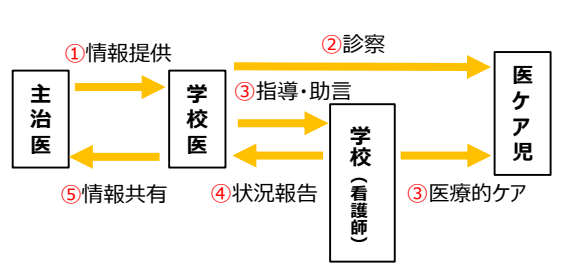 ①情報提供
②診察
主治医
学校医
③指導・助言
医ケア児
学校(看護師)
⑤情報共有
④状況報告
③医療的ケア